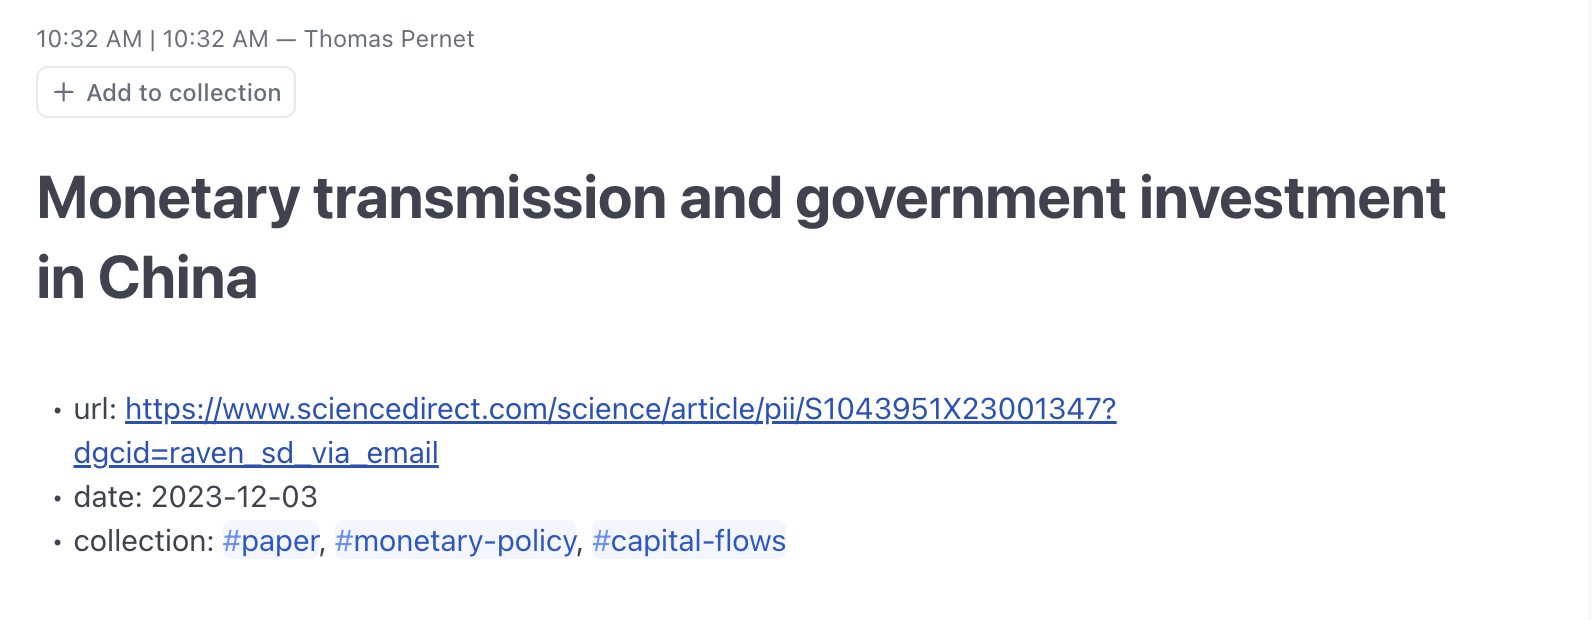 10:32 AM | 10:32 AM — Thomas Pernet
+ Add to collection
Monetary transmission and government investment
in China
• url: https://www.sciencedirect.com/science/article/pii/S1043951X23001347?
dgcid=raven_sd_via_email
• date: 2023-12-03
• collection: #paper, #monetary-policy, #capital-flows